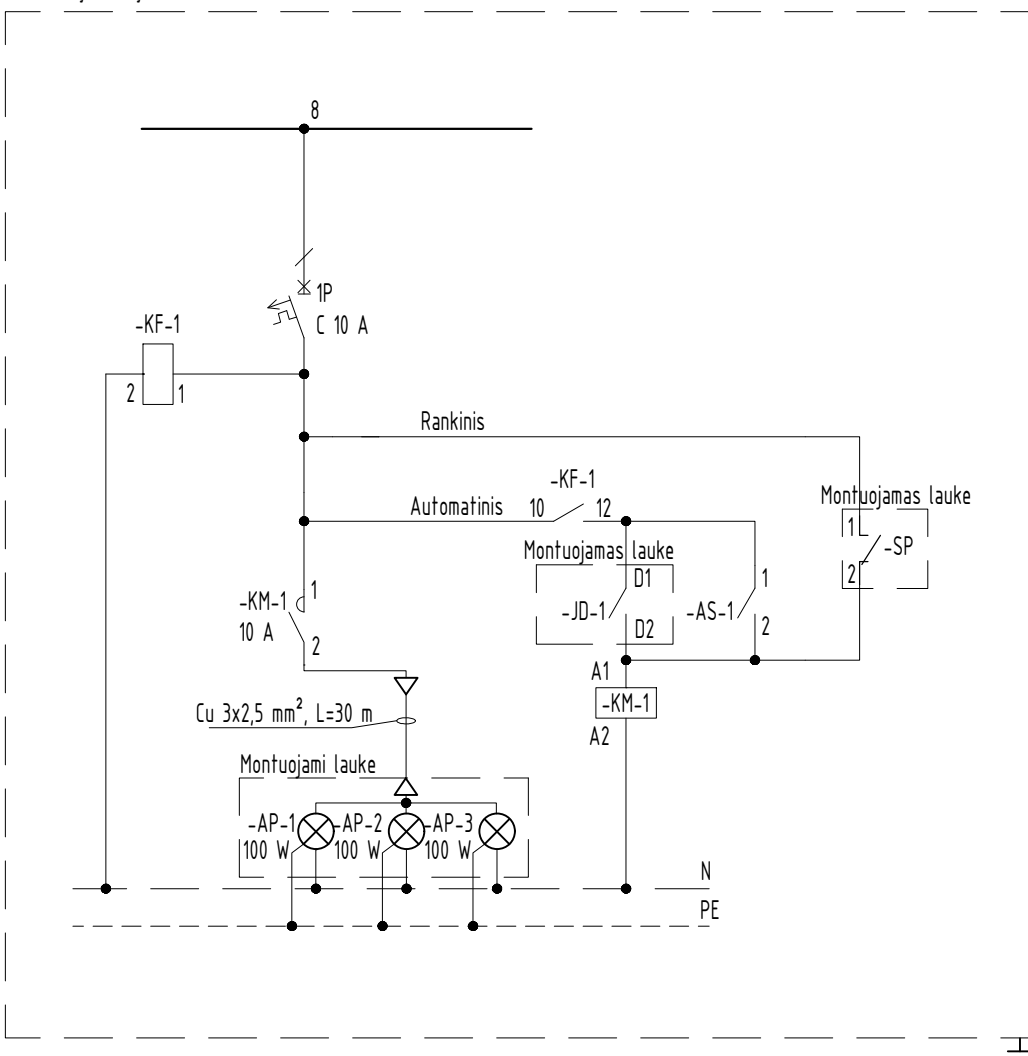 8
1P
C 10 A
-KF-1
2
1
Rankinis
-KF-1
Automatinis
10
12
Montuojamas lauke
1
-SP
2
Montuojamas lauke
D1
-JD-1
D2
1
-AS-1
2
1
-KM-1
10 A
2
A1
-KM-1
A2
Cu 3x2,5 mm², L=30 m
Montuojami lauke
-AP-1
100 W
-AP-2
100 W
-AP-3
100 W
N
PE